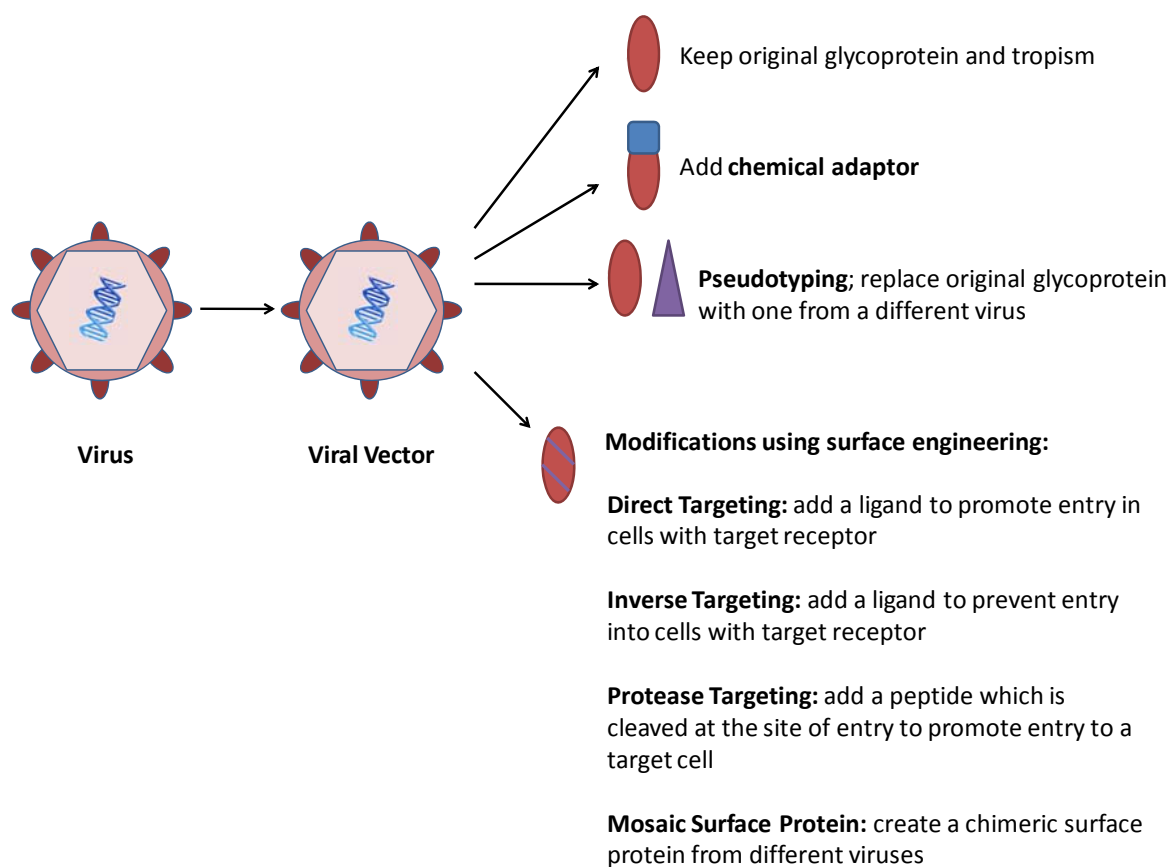 Keep original glycoprotein and tropism
Add chemical adaptor
Pseudotyping; replace original glycoprotein
with one from a different virus
Virus
Viral Vector
Modifications using surface engineering:
Direct Targeting: add a ligand to promote entry in
cells with target receptor
Inverse Targeting: add a ligand to prevent entry
into cells with target receptor
Protease Targeting: add a peptide which is
cleaved at the site of entry to promote entry to a
target cell
Mosaic Surface Protein: create a chimeric surface
protein from different viruses